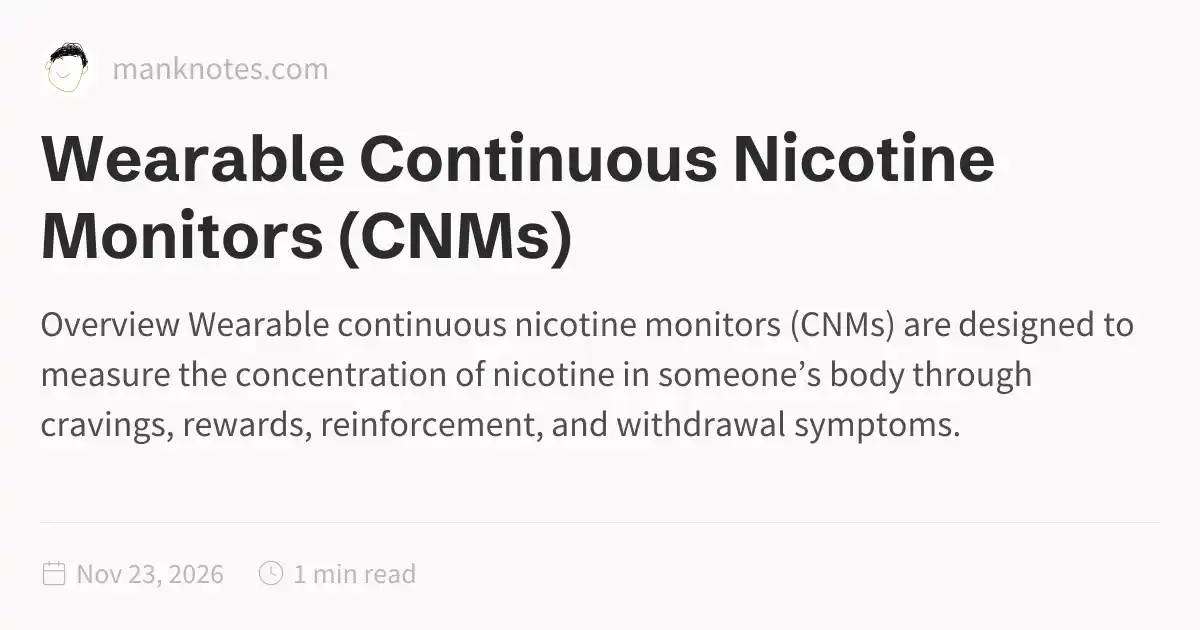 manknotes.com
Wearable Continuous Nicotine
Monitors (CNMs)
Overview Wearable continuous nicotine monitors (CNMs) are designed to
measure the concentration of nicotine in someone’s body through
cravings, rewards, reinforcement, and withdrawal symptoms.
Nov 23, 2026 1 min read